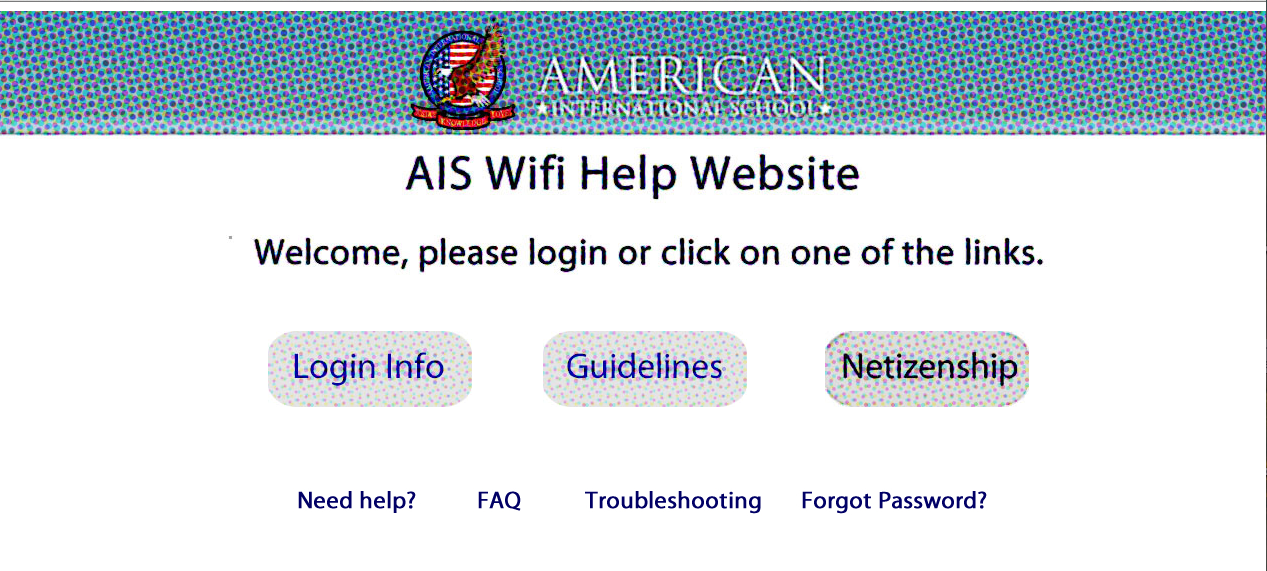 AMERICAN
★INTERNATIONAL SCHOOL★
KNOWLEDGE
AIS Wifi Help Website
Welcome, please login or click on one of the links.
Login Info Guidelines Netizenship
Need help? FAQ Troubleshooting Forgot Password?